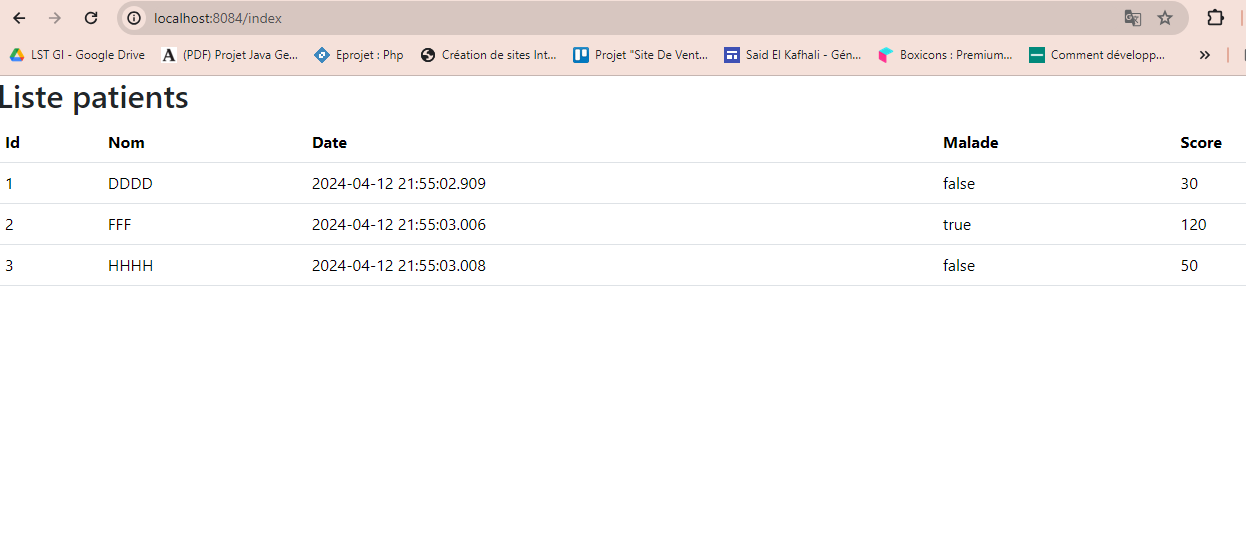 localhost:8084/index
LST GI - Google Drive (PDF) Projet Java Ge... Eprojet : Php Création de sites Int... Projet "Site De Vent... Said El Kafhali - Gén... Boxicons : Premium... Comment développ...
Liste patients
Id Nom Date Malade Score
1 DDDD 2024-04-12 21:55:02.909 false 30
2 FFF 2024-04-12 21:55:03.006 true 120
3 HHHH 2024-04-12 21:55:03.008 false 50